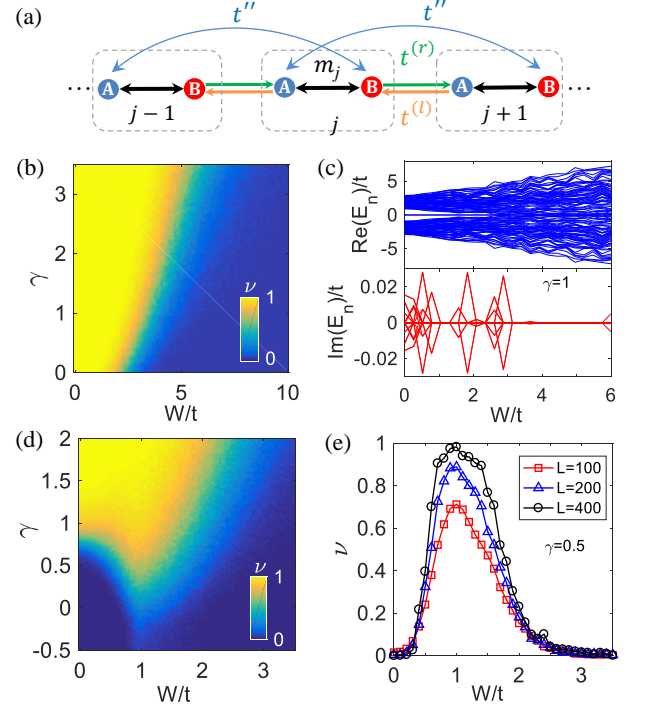 (a)
t'' t''
m_j t^(r)
··· A B A B A B ···
j − 1 t^(l) j + 1
j
(b)
3
2
1
0
γ
ν
1
0
0 5 10
W/t
(c)
5
0
-5
Re(E_n)/t
0.02
0
-0.02
Im(E_n)/t
γ=1
0 2 4 6
W/t
(d)
2
1.5
1
0.5
0
-0.5
γ
ν
1
0
0 1 2 3
W/t
(e)
1
0.8
0.6
0.4
0.2
0
ν
L=100
L=200
L=400
γ=0.5
0 1 2 3
W/t